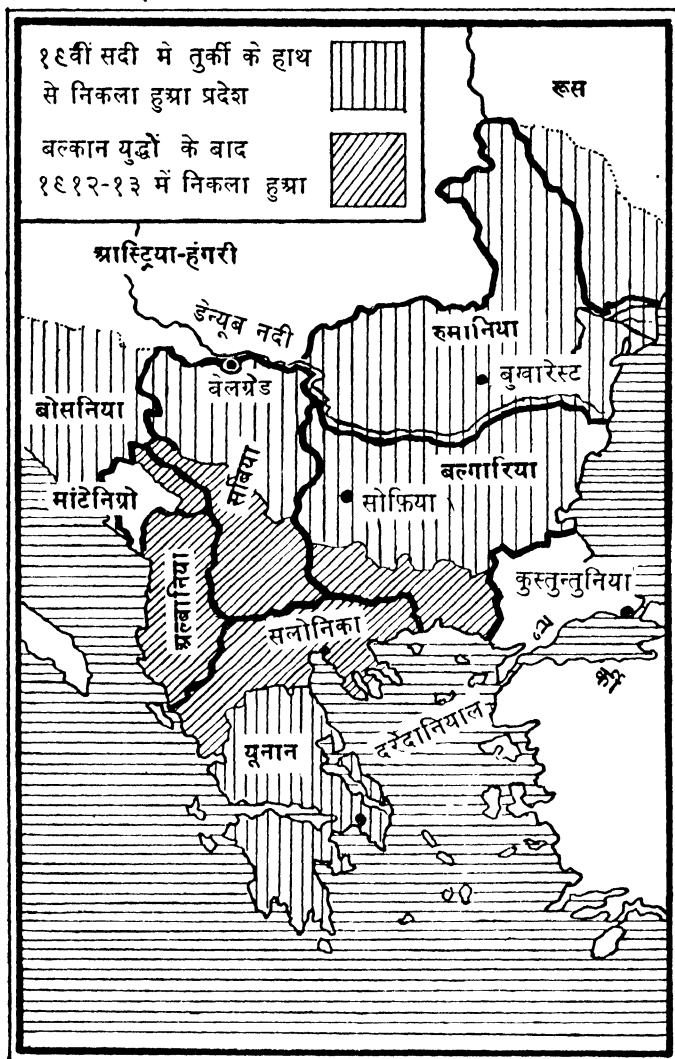 १९वीं सदी मे तुर्की के हाथ
से निकला हुआ प्रदेश
बल्कान युद्धों के बाद
१९१२-१३ में निकला हुआ
रूस
आस्ट्रिया-हंगरी
डेन्यूब नदी
रुमानिया
बुखारेस्ट
बेलग्रेड
बोसनिया
सर्बिया
बल्गारिया
सोफ़िया
मांटेनिग्रो
अल्बानिया
कुस्तुन्तुनिया
सलोनिका
दरेंदानियाल
यूनान